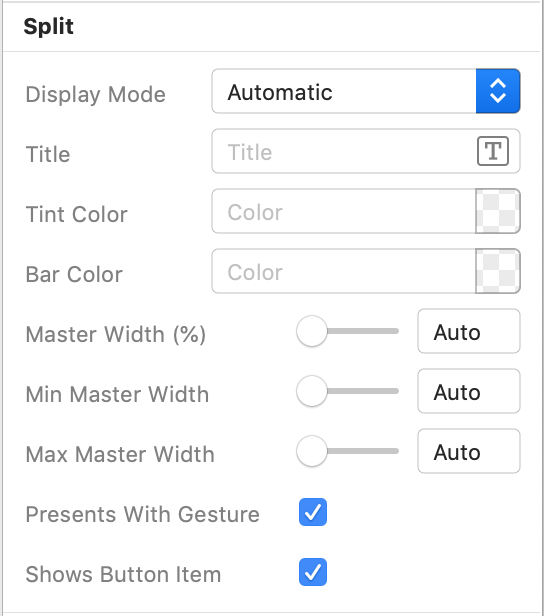 Split
Display Mode Automatic
Title Title T
Tint Color Color
Bar Color Color
Master Width (%) Auto
Min Master Width Auto
Max Master Width Auto
Presents With Gesture
Shows Button Item